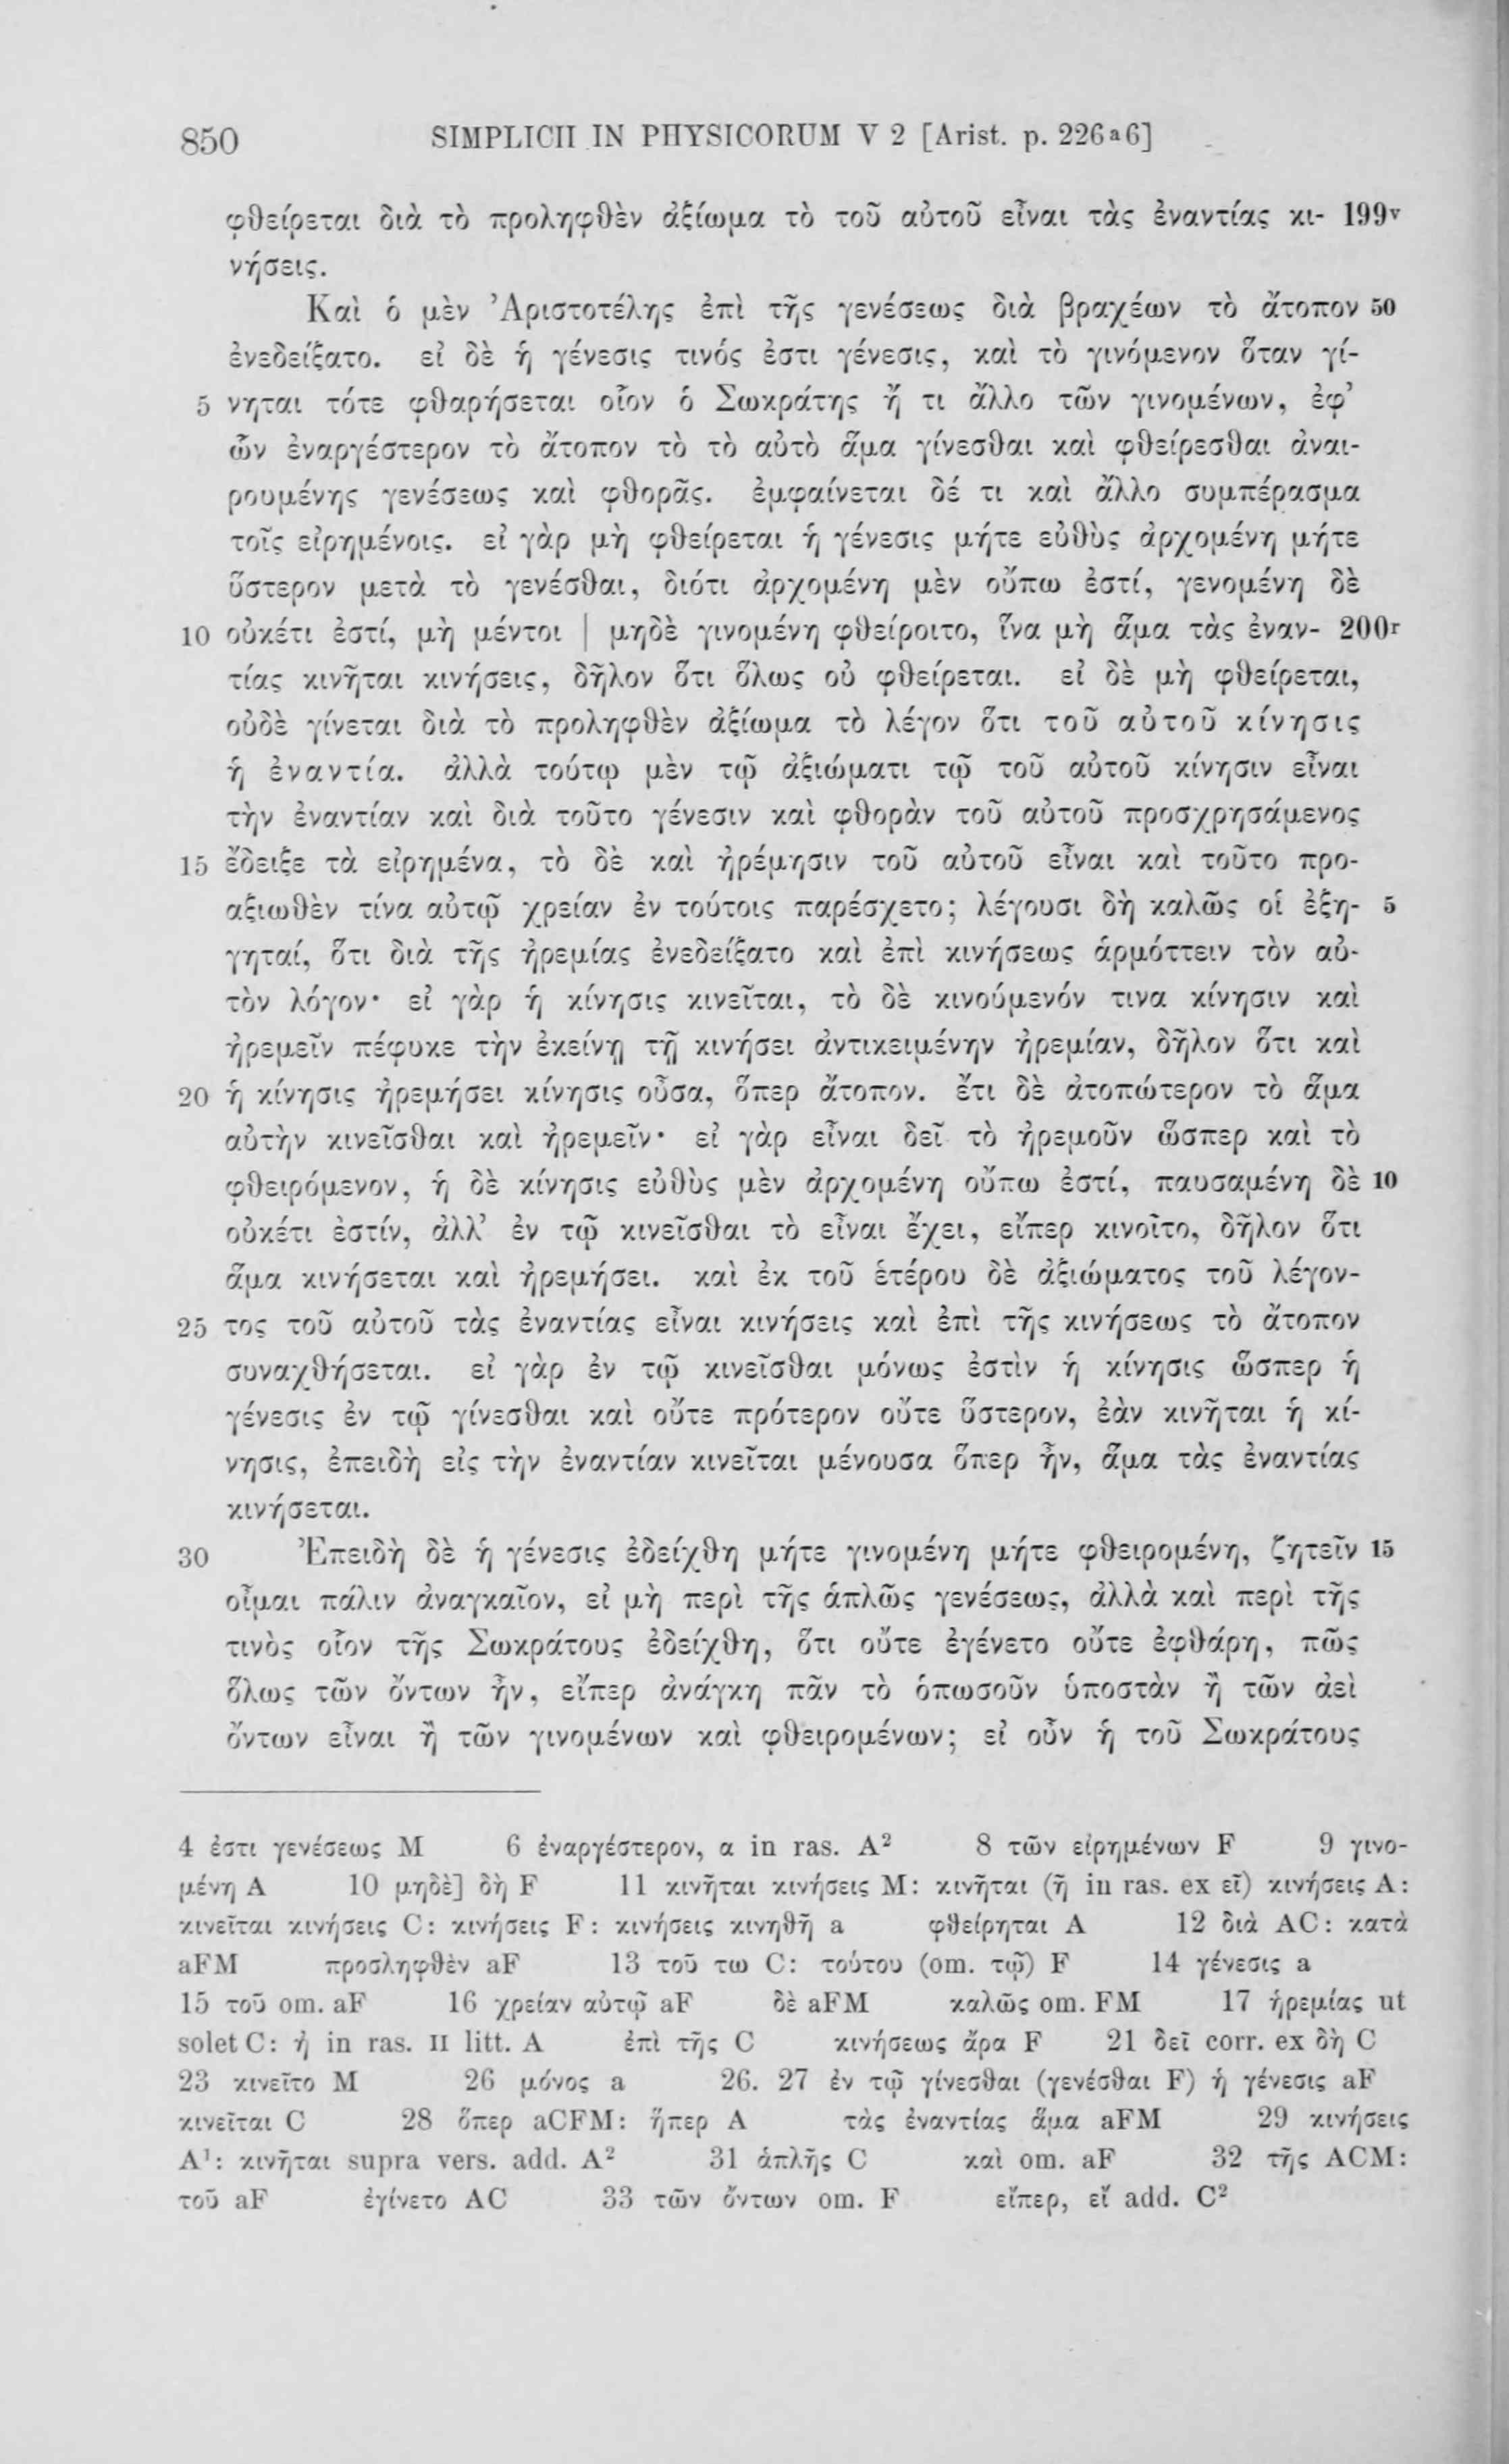 850 SIMPLICII IN PHYSICORUM V 2 [Arist. p. 226ᵃ6]
φθείρεται διὰ τὸ προληφθὲν ἀξίωμα τὸ τοῦ αὐτοῦ εἶναι τὰς ἐναντίας κι- 199ᵛ
νήσεις.
Καὶ ὁ μὲν Ἀριστοτέλης ἐπὶ τῆς γενέσεως διὰ βραχέων τὸ ἄτοπον 50
ἐνεδείξατο. εἰ δὲ ἡ γένεσις τινός ἐστι γένεσις, καὶ τὸ γινόμενον ὅταν γί-
5 νηται τότε φθαρήσεται οἷον ὁ Σωκράτης ἤ τι ἄλλο τῶν γινομένων, ἐφ’
ὧν ἐναργέστερον τὸ ἄτοπον τὸ τὸ αὐτὸ ἅμα γίνεσθαι καὶ φθείρεσθαι ἀναι-
ρουμένης γενέσεως καὶ φθορᾶς. ἐμφαίνεται δέ τι καὶ ἄλλο συμπέρασμα
τοῖς εἰρημένοις. εἰ γὰρ μὴ φθείρεται ἡ γένεσις μήτε εὐθὺς ἀρχομένη μήτε
ὕστερον μετὰ τὸ γενέσθαι, διότι ἀρχομένη μὲν οὔπω ἐστί, γενομένη δὲ
10 οὐκέτι ἐστί, μὴ μέντοι | μηδὲ γινομένη φθείροιτο, ἵνα μὴ ἅμα τὰς ἐναν- 200ʳ
τίας κινῆται κινήσεις, δῆλον ὅτι ὅλως οὐ φθείρεται. εἰ δὲ μὴ φθείρεται,
οὐδὲ γίνεται διὰ τὸ προληφθὲν ἀξίωμα τὸ λέγον ὅτι τοῦ αὐτοῦ κίνησις
ἡ ἐναντία. ἀλλὰ τούτῳ μὲν τῷ ἀξιώματι τῷ τοῦ αὐτοῦ κίνησιν εἶναι
τὴν ἐναντίαν καὶ διὰ τοῦτο γένεσιν καὶ φθορὰν τοῦ αὐτοῦ προσχρησάμενος
15 ἔδειξε τὰ εἰρημένα, τὸ δὲ καὶ ἠρέμησιν τοῦ αὐτοῦ εἶναι καὶ τοῦτο προ-
αξιωθὲν τίνα αὐτῷ χρείαν ἐν τούτοις παρέσχετο; λέγουσι δὴ καλῶς οἱ ἐξη- 5
γηταί, ὅτι διὰ τῆς ἠρεμίας ἐνεδείξατο καὶ ἐπὶ κινήσεως ἁρμόττειν τὸν αὐ-
τὸν λόγον· εἰ γὰρ ἡ κίνησις κινεῖται, τὸ δὲ κινούμενόν τινα κίνησιν καὶ
ἠρεμεῖν πέφυκε τὴν ἐκείνῃ τῇ κινήσει ἀντικειμένην ἠρεμίαν, δῆλον ὅτι καὶ
20 ἡ κίνησις ἠρεμήσει κίνησις οὖσα, ὅπερ ἄτοπον. ἔτι δὲ ἀτοπώτερον τὸ ἅμα
αὐτὴν κινεῖσθαι καὶ ἠρεμεῖν· εἰ γὰρ εἶναι δεῖ τὸ ἠρεμοῦν ὥσπερ καὶ τὸ
φθειρόμενον, ἡ δὲ κίνησις εὐθὺς μὲν ἀρχομένη οὔπω ἐστί, παυσαμένη δὲ 10
οὐκέτι ἐστίν, ἀλλ’ ἐν τῷ κινεῖσθαι τὸ εἶναι ἔχει, εἴπερ κινοῖτο, δῆλον ὅτι
ἅμα κινήσεται καὶ ἠρεμήσει. καὶ ἐκ τοῦ ἑτέρου δὲ ἀξιώματος τοῦ λέγον-
25 τος τοῦ αὐτοῦ τὰς ἐναντίας εἶναι κινήσεις καὶ ἐπὶ τῆς κινήσεως τὸ ἄτοπον
συναχθήσεται. εἰ γὰρ ἐν τῷ κινεῖσθαι μόνως ἐστὶν ἡ κίνησις ὥσπερ ἡ
γένεσις ἐν τῷ γίνεσθαι καὶ οὔτε πρότερον οὔτε ὕστερον, ἐὰν κινῆται ἡ κί-
νησις, ἐπειδὴ εἰς τὴν ἐναντίαν κινεῖται μένουσα ὅπερ ἦν, ἅμα τὰς ἐναντίας
κινήσεται.
30 Ἐπειδὴ δὲ ἡ γένεσις ἐδείχθη μήτε γινομένη μήτε φθειρομένη, ζητεῖν 15
οἶμαι πάλιν ἀναγκαῖον, εἰ μὴ περὶ τῆς ἁπλῶς γενέσεως, ἀλλὰ καὶ περὶ τῆς
τινὸς οἷον τῆς Σωκράτους ἐδείχθη, ὅτι οὔτε ἐγένετο οὔτε ἐφθάρη, πῶς
ὅλως τῶν ὄντων ἦν, εἴπερ ἀνάγκη πᾶν τὸ ὁπωσοῦν ὑποστὰν ἢ τῶν ἀεὶ
ὄντων εἶναι ἢ τῶν γινομένων καὶ φθειρομένων; εἰ οὖν ἡ τοῦ Σωκράτους
4 ἐστι γενέσεως M 6 ἐναργέστερον, α in ras. A² 8 τῶν εἰρημένων F 9 γινο-
μένη A 10 μηδὲ] δὴ F 11 κινῆται κινήσεις M: κινῆται (ῆ in ras. ex εῖ) κινήσεις A:
κινεῖται κινήσεις C: κινήσεις F: κινήσεις κινηθῇ a φθείρηται A 12 διὰ AC: κατὰ
aFM προσληφθὲν aF 13 τοῦ τω C: τούτου (om. τῷ) F 14 γένεσις a
15 τοῦ om. aF 16 χρείαν αὐτῷ aF δὲ aFM καλῶς om. FM 17 ἡρεμίας ut
solet C: ἠ in ras. II litt. A ἐπὶ τῆς C κινήσεως ἄρα F 21 δεῖ corr. ex δὴ C
23 κινεῖτο M 26 μόνος a 26. 27 ἐν τῷ γίνεσθαι (γενέσθαι F) ἡ γένεσις aF
κινεῖται C 28 ὅπερ aCFM: ἥπερ A τὰς ἐναντίας ἅμα aFM 29 κινήσεις
A¹: κινῆται supra vers. add. A² 31 ἁπλῆς C καὶ om. aF 32 τῆς ACM:
τοῦ aF ἐγίνετο AC 33 τῶν ὄντων om. F εἴπερ, εἴ add. C²